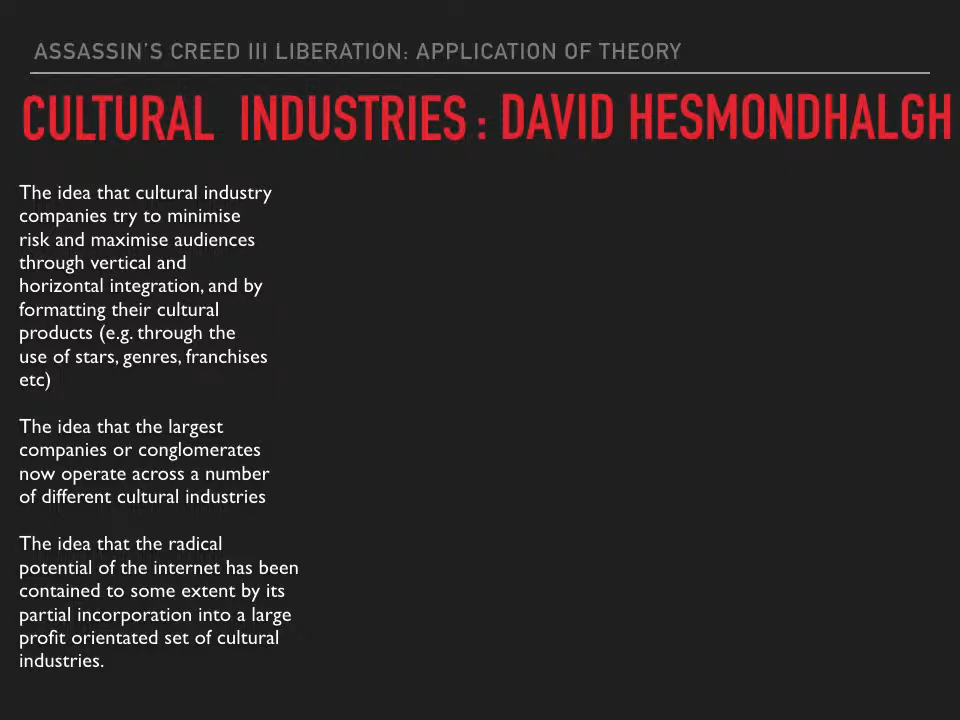 ASSASSIN'S CREED III LIBERATION: APPLICATION OF THEORY
CULTURAL INDUSTRIES : DAVID HESMONDHALGH
The idea that cultural industry
companies try to minimise
risk and maximise audiences
through vertical and
horizontal integration, and by
formatting their cultural
products (e.g. through the
use of stars, genres, franchises
etc)
The idea that the largest
companies or conglomerates
now operate across a number
of different cultural industries
The idea that the radical
potential of the internet has been
contained to some extent by its
partial incorporation into a large
profit orientated set of cultural
industries.